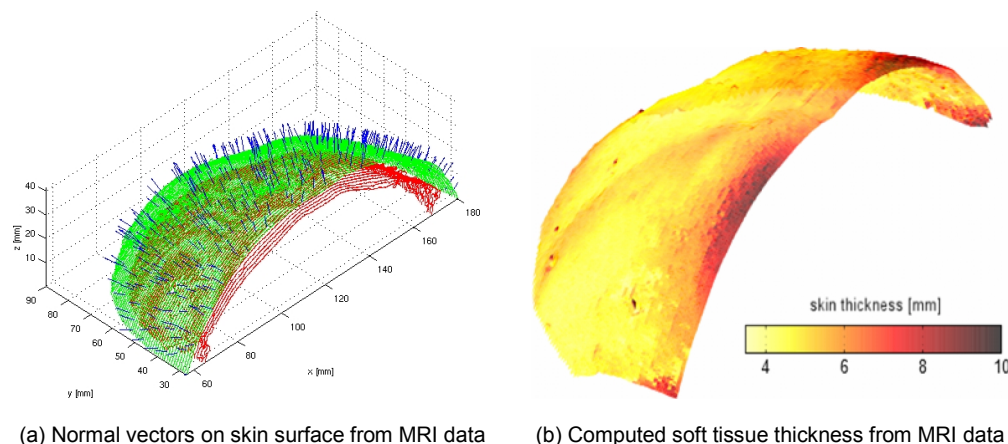 40
30
20
10
z [mm]
90
80
70
60
50
40
30
y [mm]
60
80
100
120
140
160
180
x [mm]
skin thickness [mm]
4 6 8 10
(a) Normal vectors on skin surface from MRI data
(b) Computed soft tissue thickness from MRI data